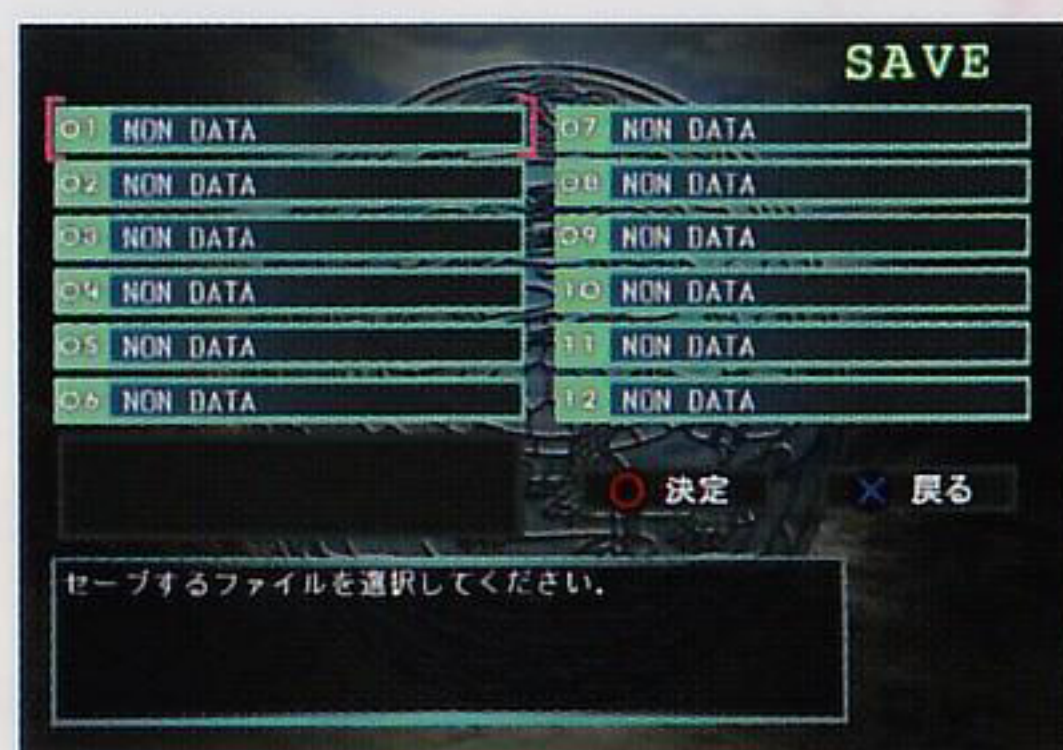 SAVE
01 NON DATA
02 NON DATA
03 NON DATA
04 NON DATA
05 NON DATA
06 NON DATA
07 NON DATA
08 NON DATA
09 NON DATA
10 NON DATA
11 NON DATA
12 NON DATA
決定
戻る
セーブするファイルを選択してください。